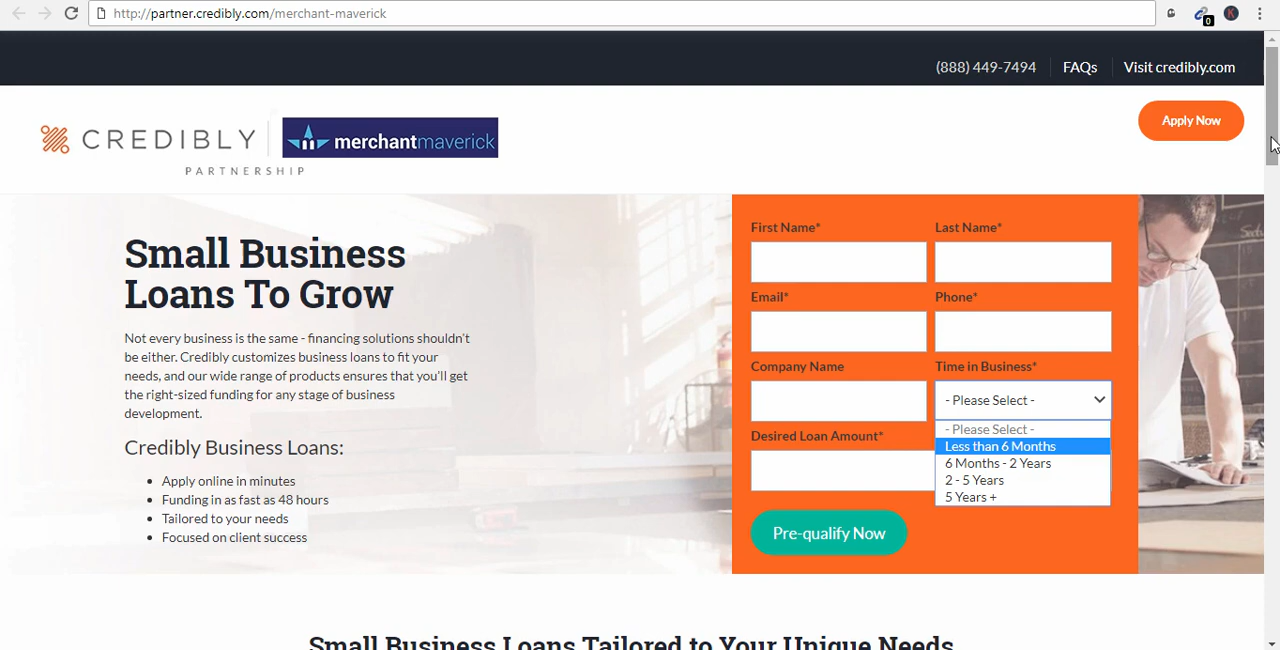 http://partner.credibly.com/merchant-maverick
0
K
(888) 449-7494
FAQs
Visit credibly.com
CREDIBLY
merchantmaverick
PARTNERSHIP
Apply Now
Small Business
Loans To Grow
Not every business is the same - financing solutions shouldn't
be either. Credibly customizes business loans to fit your
needs, and our wide range of products ensures that you'll get
the right-sized funding for any stage of business
development.
Credibly Business Loans:
Apply online in minutes
Funding in as fast as 48 hours
Tailored to your needs
Focused on client success
First Name*
Last Name*
Email*
Phone*
Company Name
Time in Business*
- Please Select -
- Please Select -
Less than 6 Months
6 Months - 2 Years
2 - 5 Years
5 Years +
Desired Loan Amount*
Pre-qualify Now
Small Business Loans Tailored to Your Unique Needs